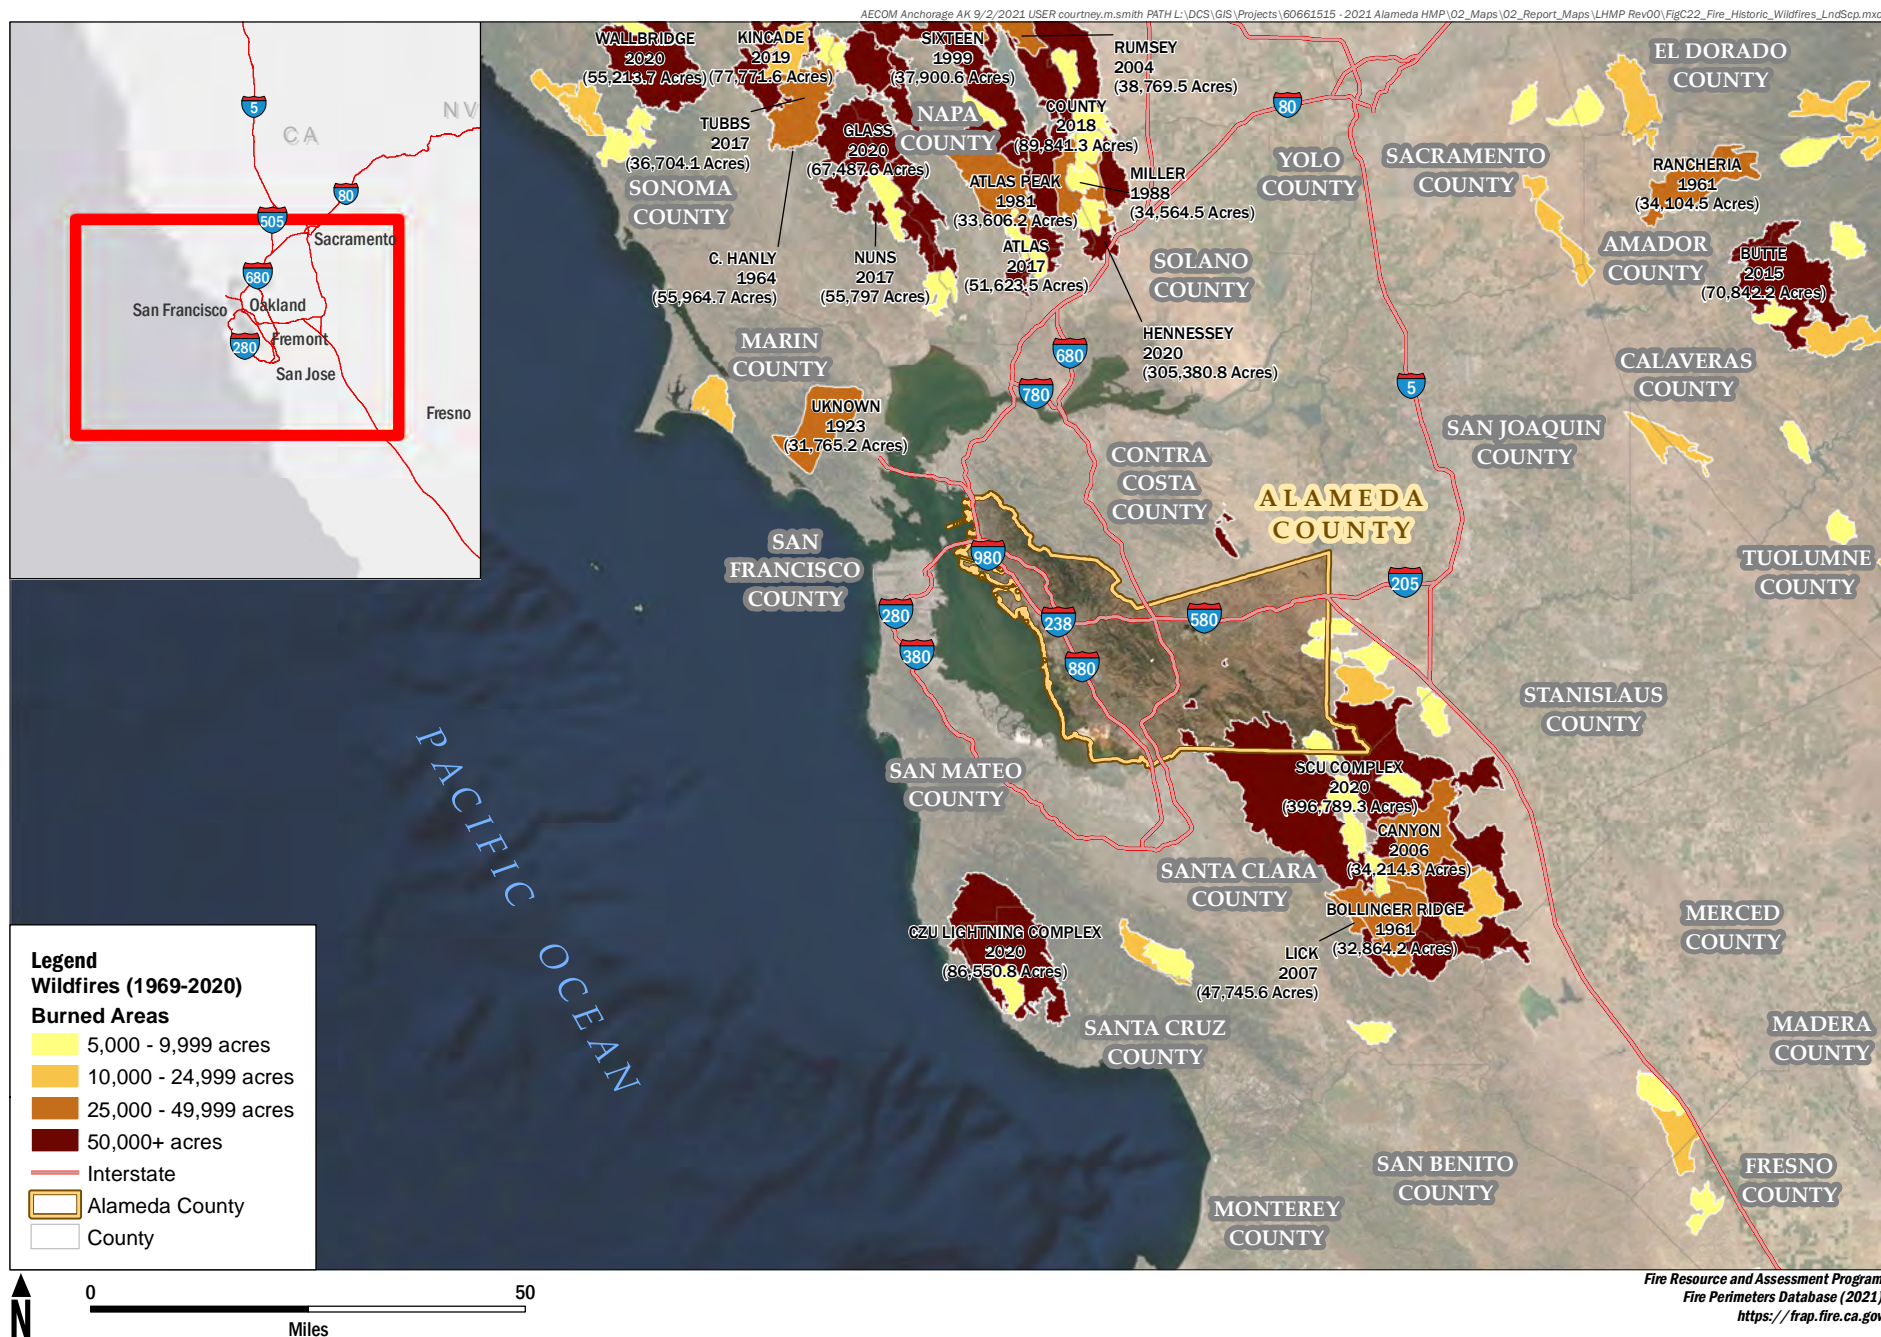 AECOM Anchorage AK 9/2/2021 USER courtney.m.smith PATH L:\DCS\GIS\Projects\60661515 - 2021 Alameda HMP\02_Maps\02_Report_Maps\LHMP Rev00\FigC22_Fire_Historic_Wildfires_LndScp.mxd
5
CA
NV
80
505
Sacramento
680
San Francisco
Oakland
Fremont
280
San Jose
Fresno
WALLBRIDGE
2020
(55,213.7 Acres)
KINCADE
2019
(77,771.6 Acres)
SIXTEEN
1999
(37,900.6 Acres)
RUMSEY
2004
(38,769.5 Acres)
EL DORADO
COUNTY
80
TUBBS
2017
(36,704.1 Acres)
GLASS
2020
(67,487.6 Acres)
NAPA
COUNTY
COUNTY
2018
(89,841.3 Acres)
YOLO
COUNTY
SACRAMENTO
COUNTY
RANCHERIA
1961
(34,104.5 Acres)
SONOMA
COUNTY
ATLAS PEAK
1981
(33,606.2 Acres)
MILLER
1988
(34,564.5 Acres)
C. HANLY
1964
(55,964.7 Acres)
NUNS
2017
(55,797 Acres)
ATLAS
2017
(51,623.5 Acres)
SOLANO
COUNTY
AMADOR
COUNTY
BUTTE
2015
(70,842.2 Acres)
HENNESSEY
2020
(305,380.8 Acres)
MARIN
COUNTY
680
780
5
CALAVERAS
COUNTY
UKNOWN
1923
(31,765.2 Acres)
CONTRA
COSTA
COUNTY
SAN JOAQUIN
COUNTY
ALAMEDA
COUNTY
SAN
FRANCISCO
COUNTY
980
205
TUOLUMNE
COUNTY
280
238
580
380
880
STANISLAUS
COUNTY
SAN MATEO
COUNTY
SCU COMPLEX
2020
(396,789.3 Acres)
CANYON
2006
(34,214.3 Acres)
SANTA CLARA
COUNTY
BOLLINGER RIDGE
1961
(32,864.2 Acres)
LICK
2007
(47,745.6 Acres)
MERCED
COUNTY
CZU LIGHTNING COMPLEX
2020
(86,550.8 Acres)
SANTA CRUZ
COUNTY
MADERA
COUNTY
PACIFIC OCEAN
SAN BENITO
COUNTY
FRESNO
COUNTY
MONTEREY
COUNTY
Legend
Wildfires (1969-2020)
Burned Areas
5,000 - 9,999 acres
10,000 - 24,999 acres
25,000 - 49,999 acres
50,000+ acres
Interstate
Alameda County
County
N
0 50
Miles
Fire Resource and Assessment Program
Fire Perimeters Database (2021)
https://frap.fire.ca.gov